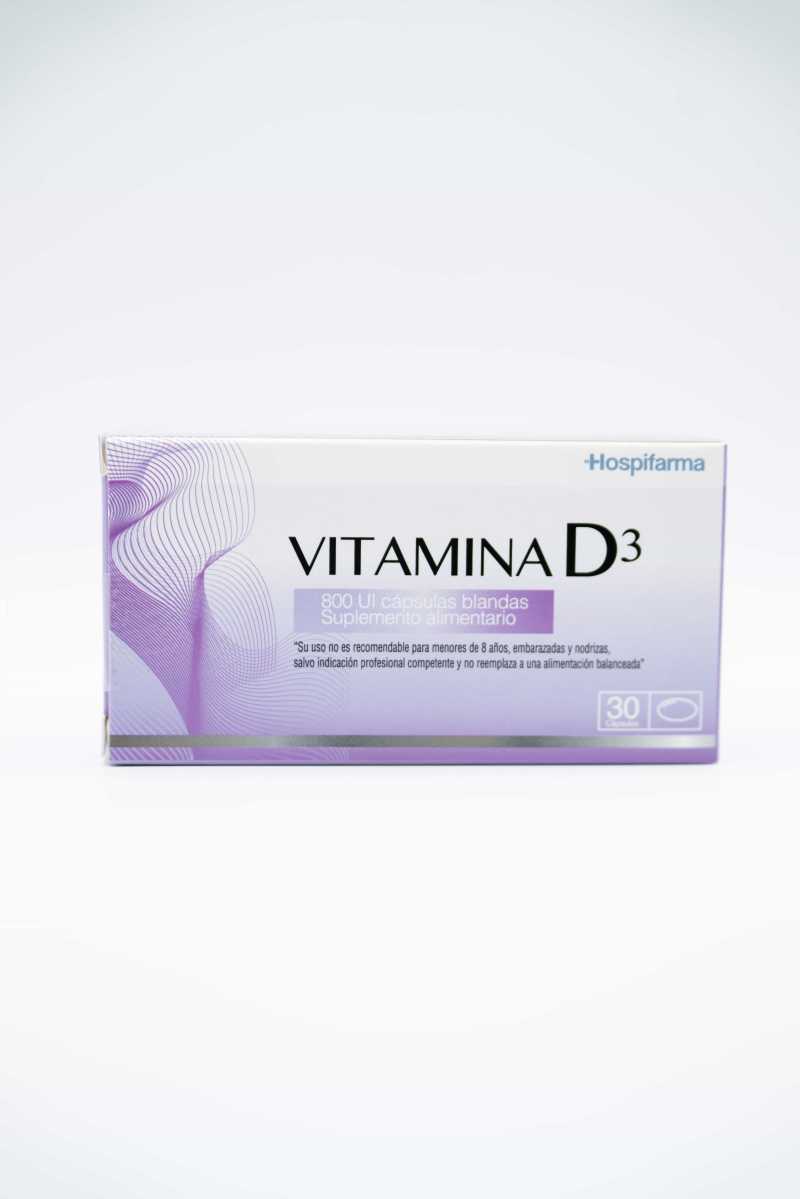 Hospifarma
VITAMINA D3
800 UI cápsulas blandas
Suplemento alimentario
"Su uso no es recomendable para menores de 8 años, embarazadas y nodrizas,
salvo indicación profesional competente y no reemplaza a una alimentación balanceada"
30
Cápsulas